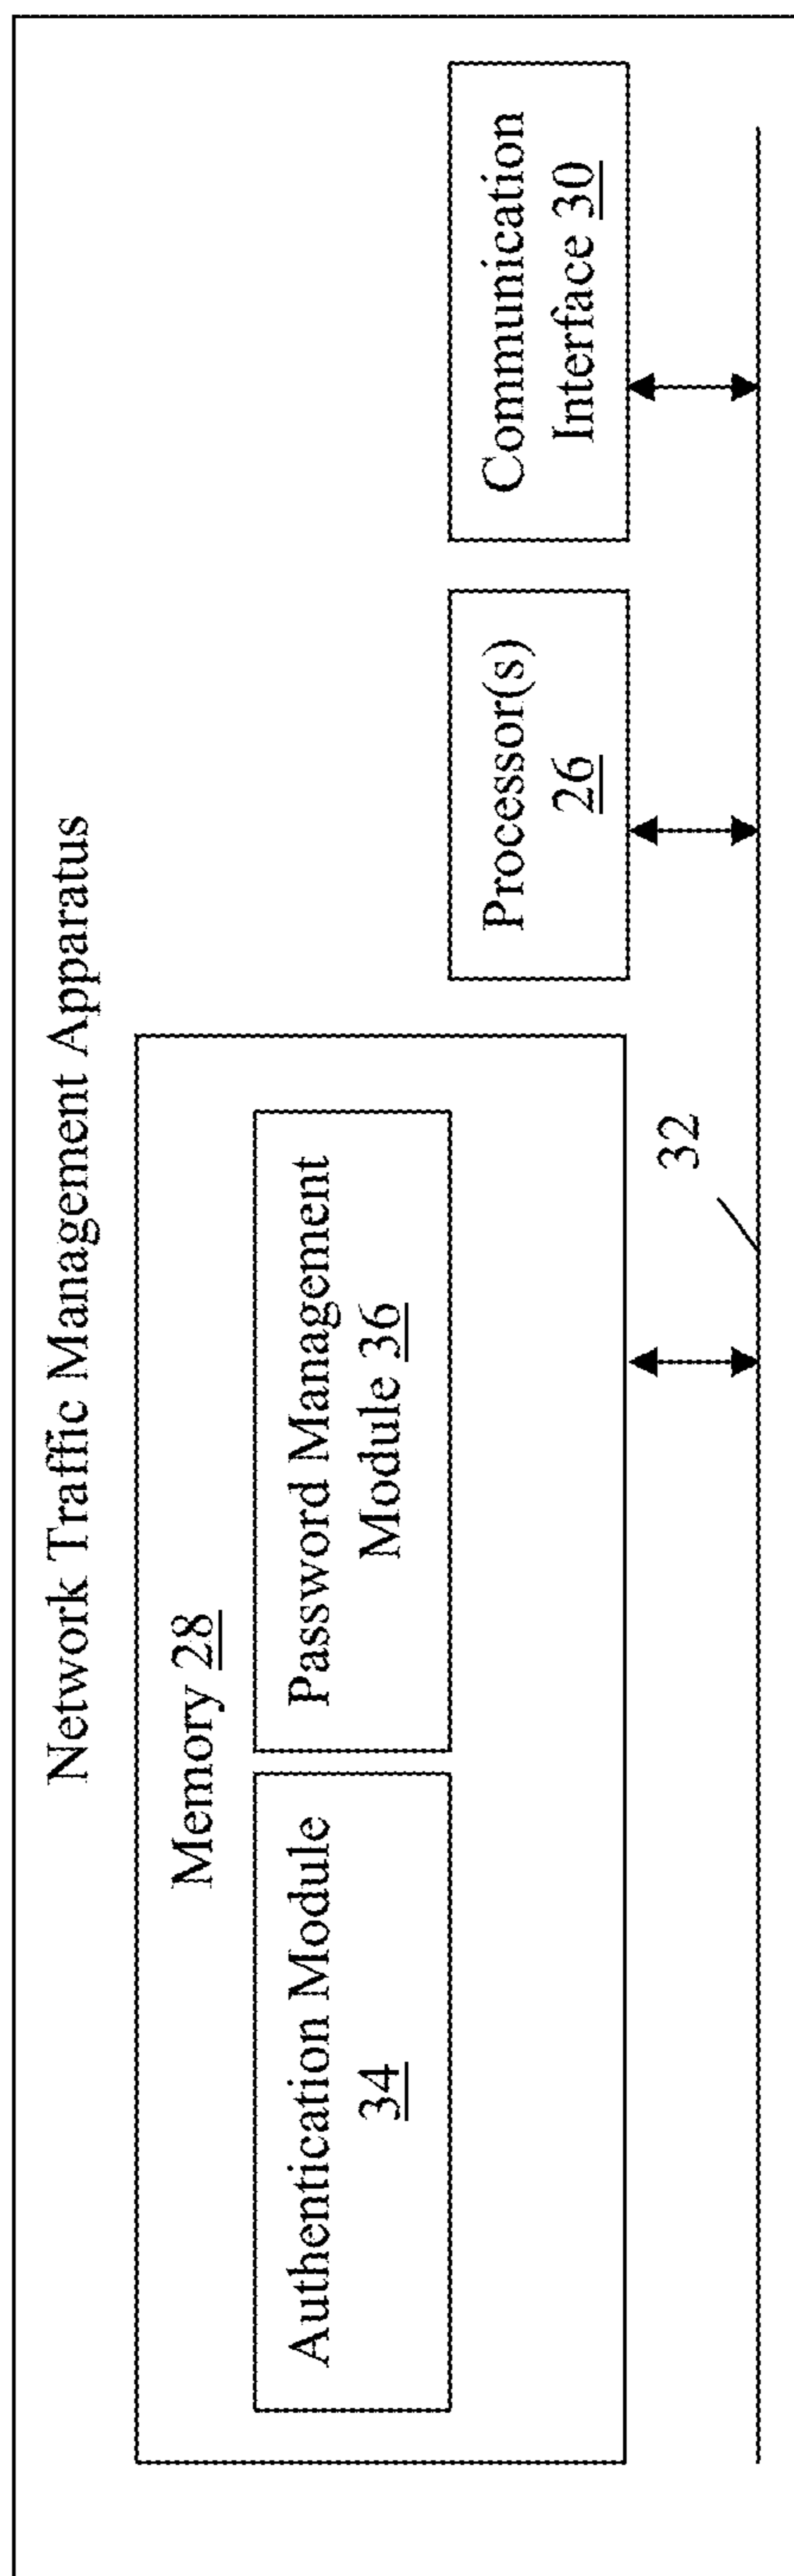 Network Traffic Management Apparatus
Memory 28
Authentication Module
34
Password Management
Module 36
Processor(s)
26
Communication
Interface 30
32